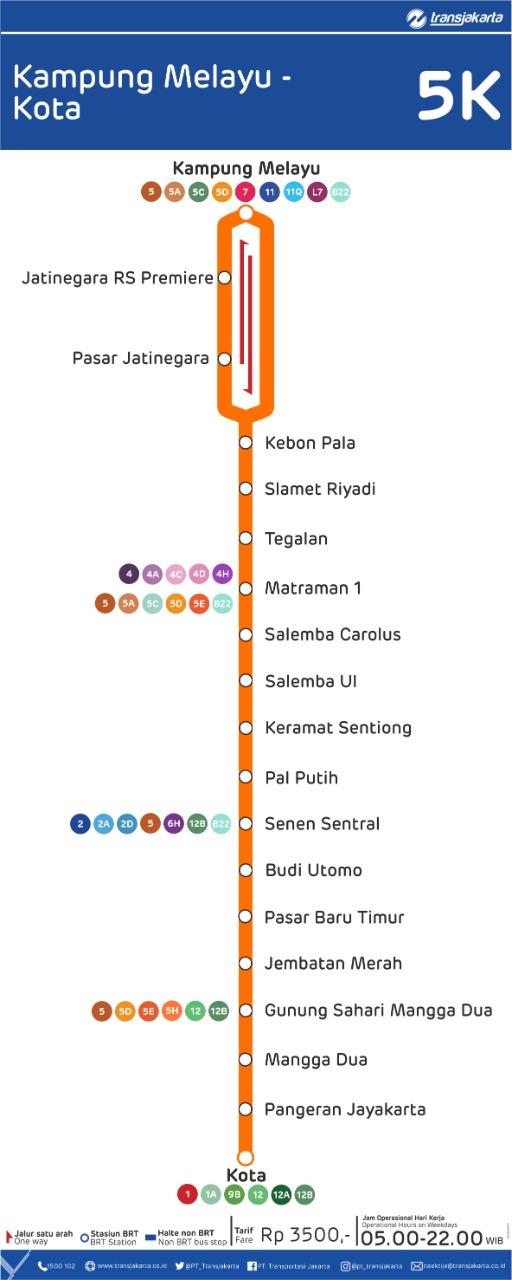 transjakarta
Kampung Melayu -
Kota
5K
Kampung Melayu
5 5A 5C 5D 7 11 11Q L7 B22
Jatinegara RS Premiere
Pasar Jatinegara
Kebon Pala
Slamet Riyadi
Tegalan
4 4A 4C 4D 4H
Matraman 1
5 5A 5C 5D 5E B22
Salemba Carolus
Salemba UI
Keramat Sentiong
Pal Putih
2 2A 2D 5 6H 12B B22
Senen Sentral
Budi Utomo
Pasar Baru Timur
Jembatan Merah
5 5D 5E 5H 12 12B
Gunung Sahari Mangga Dua
Mangga Dua
Pangeran Jayakarta
Kota
1 1A 9B 12 12A 12B
Jalur satu arah
One way
Stasiun BRT
BRT Station
Halte non BRT
Non BRT bus stop
Tarif
Fare
Rp 3500,-
Jam Operasional Hari Kerja
Operational Hours on Weekdays
05.00-22.00 WIB
1500 102 www.transjakarta.co.id @PT_Transjakarta PT Transportasi Jakarta @pt_transjakarta naektije@transjakarta.co.id